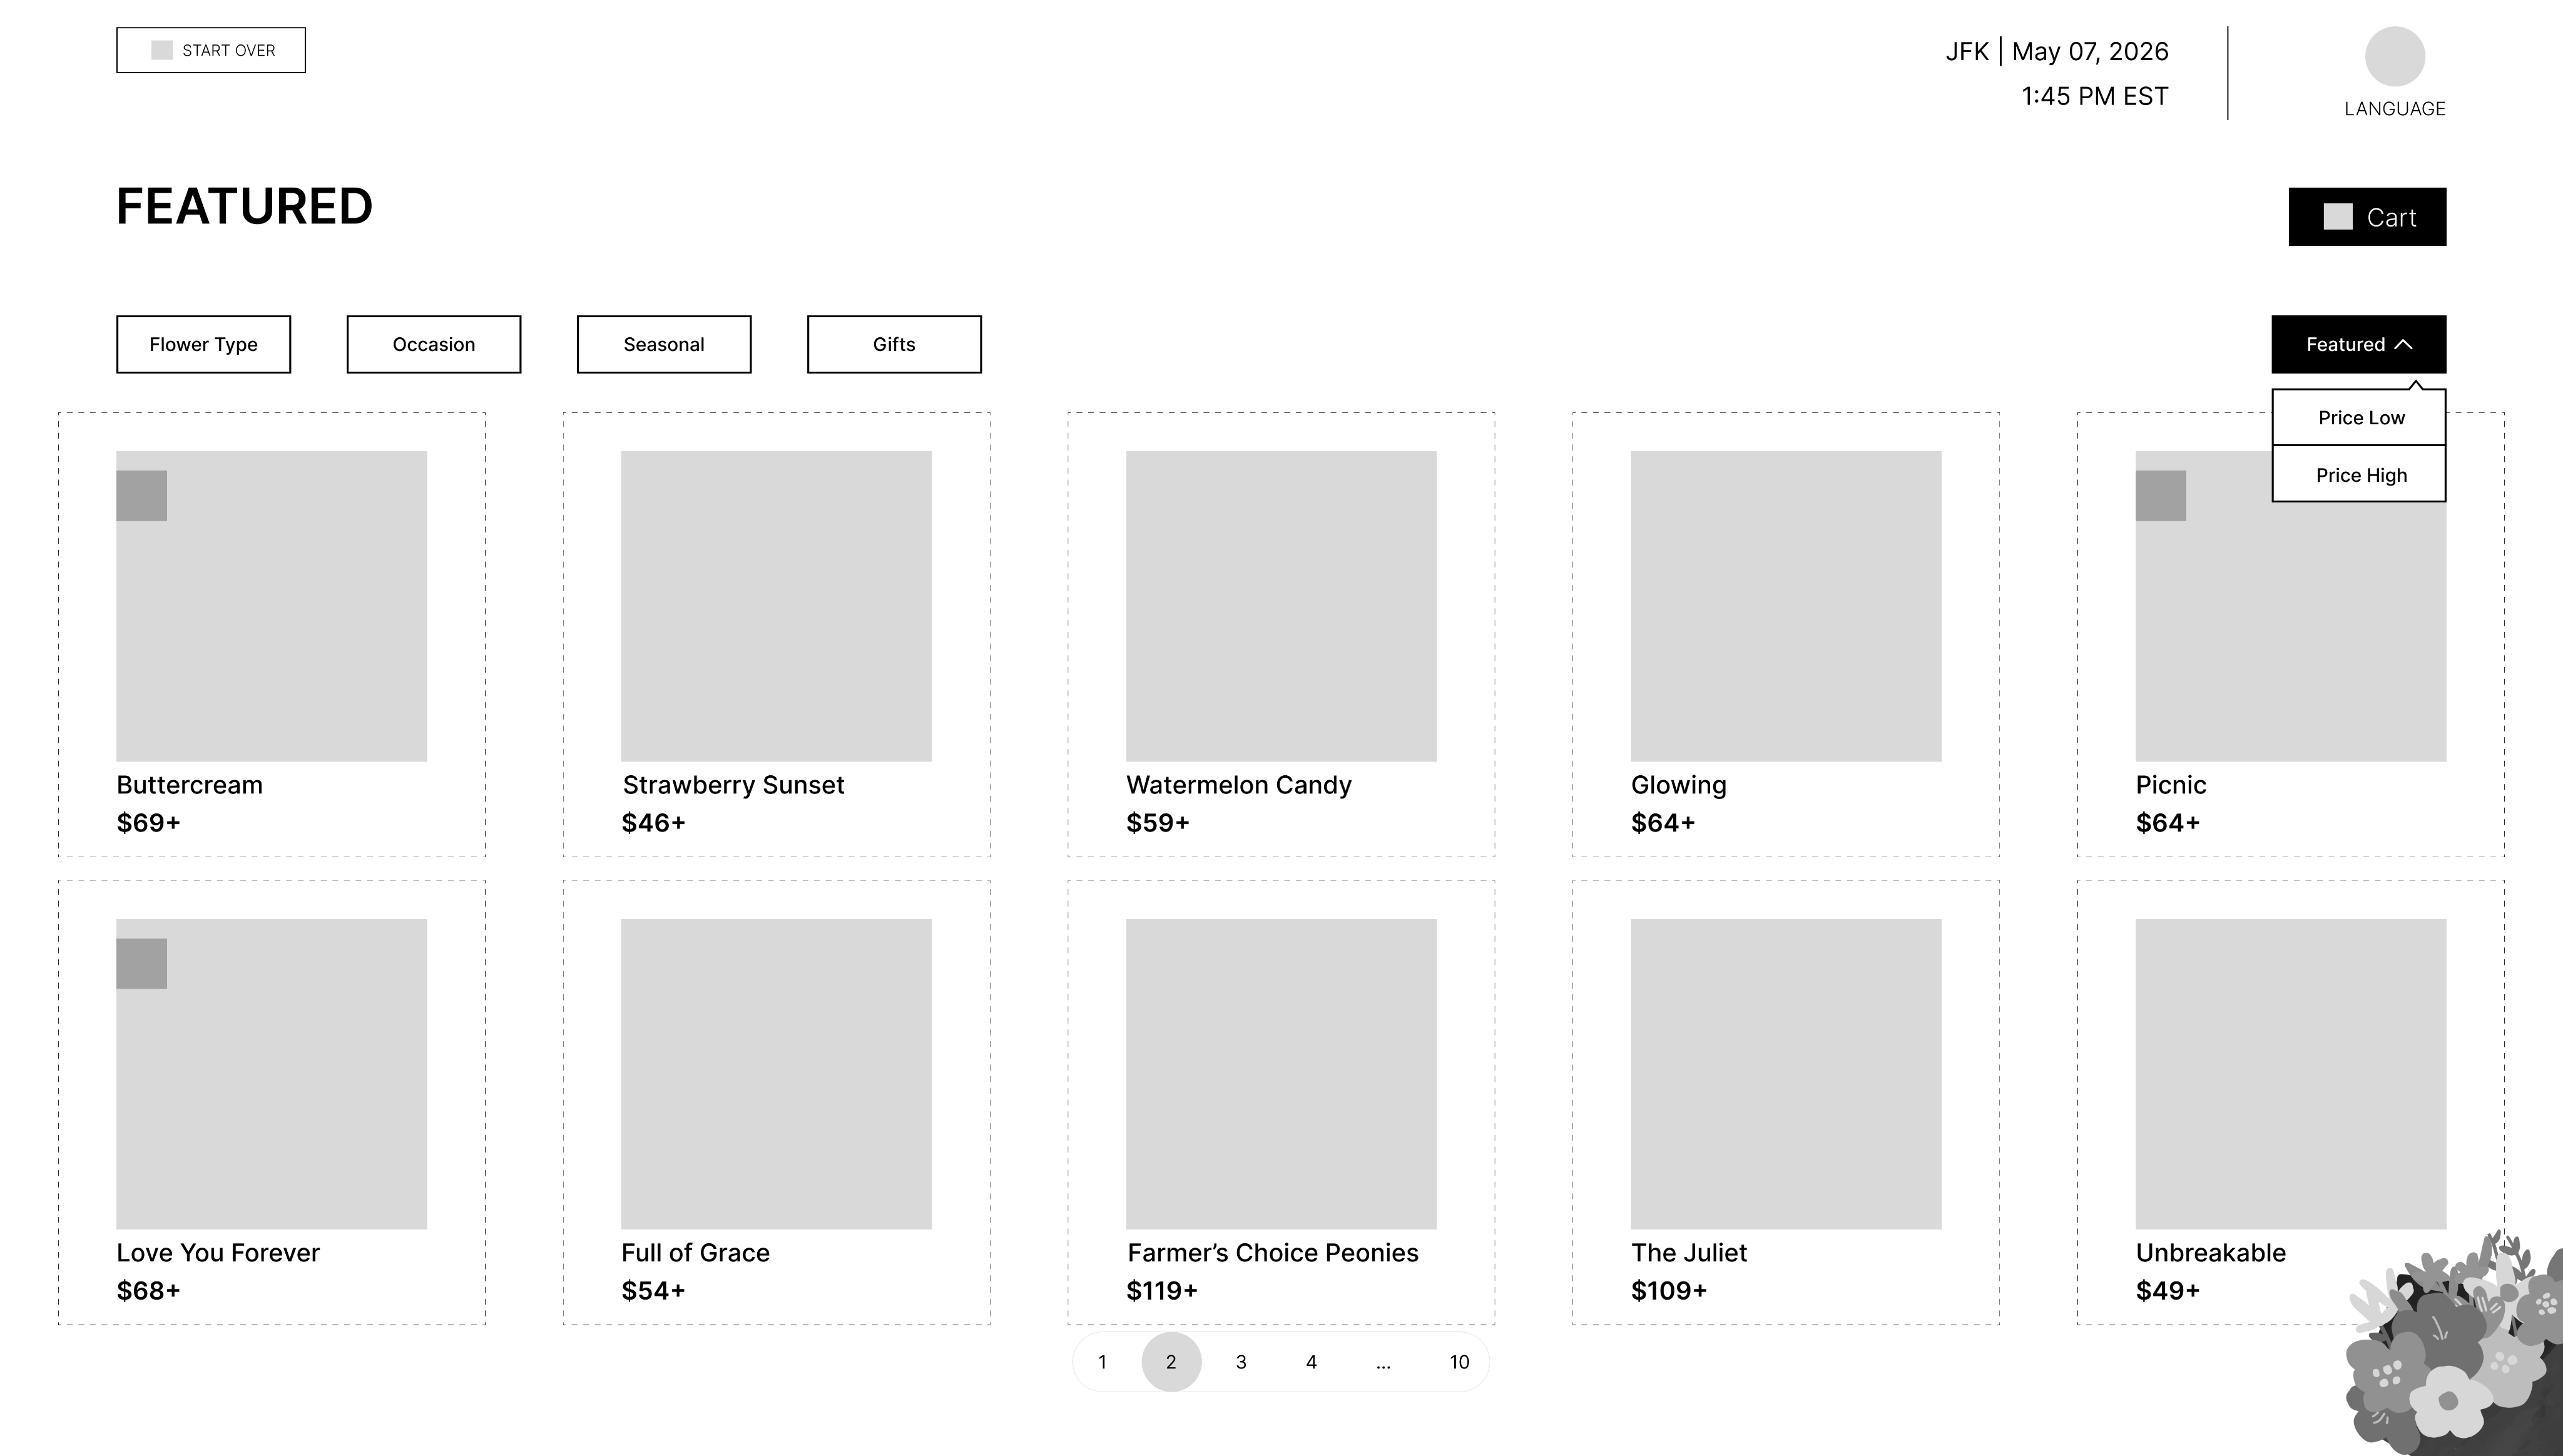 START OVER
JFK | May 07, 2026
1:45 PM EST
LANGUAGE
FEATURED
Cart
Flower Type
Occasion
Seasonal
Gifts
Featured
Price Low
Price High
Buttercream
$69+
Strawberry Sunset
$46+
Watermelon Candy
$59+
Glowing
$64+
Picnic
$64+
Love You Forever
$68+
Full of Grace
$54+
Farmer’s Choice Peonies
$119+
The Juliet
$109+
Unbreakable
$49+
1 2 3 4 ... 10